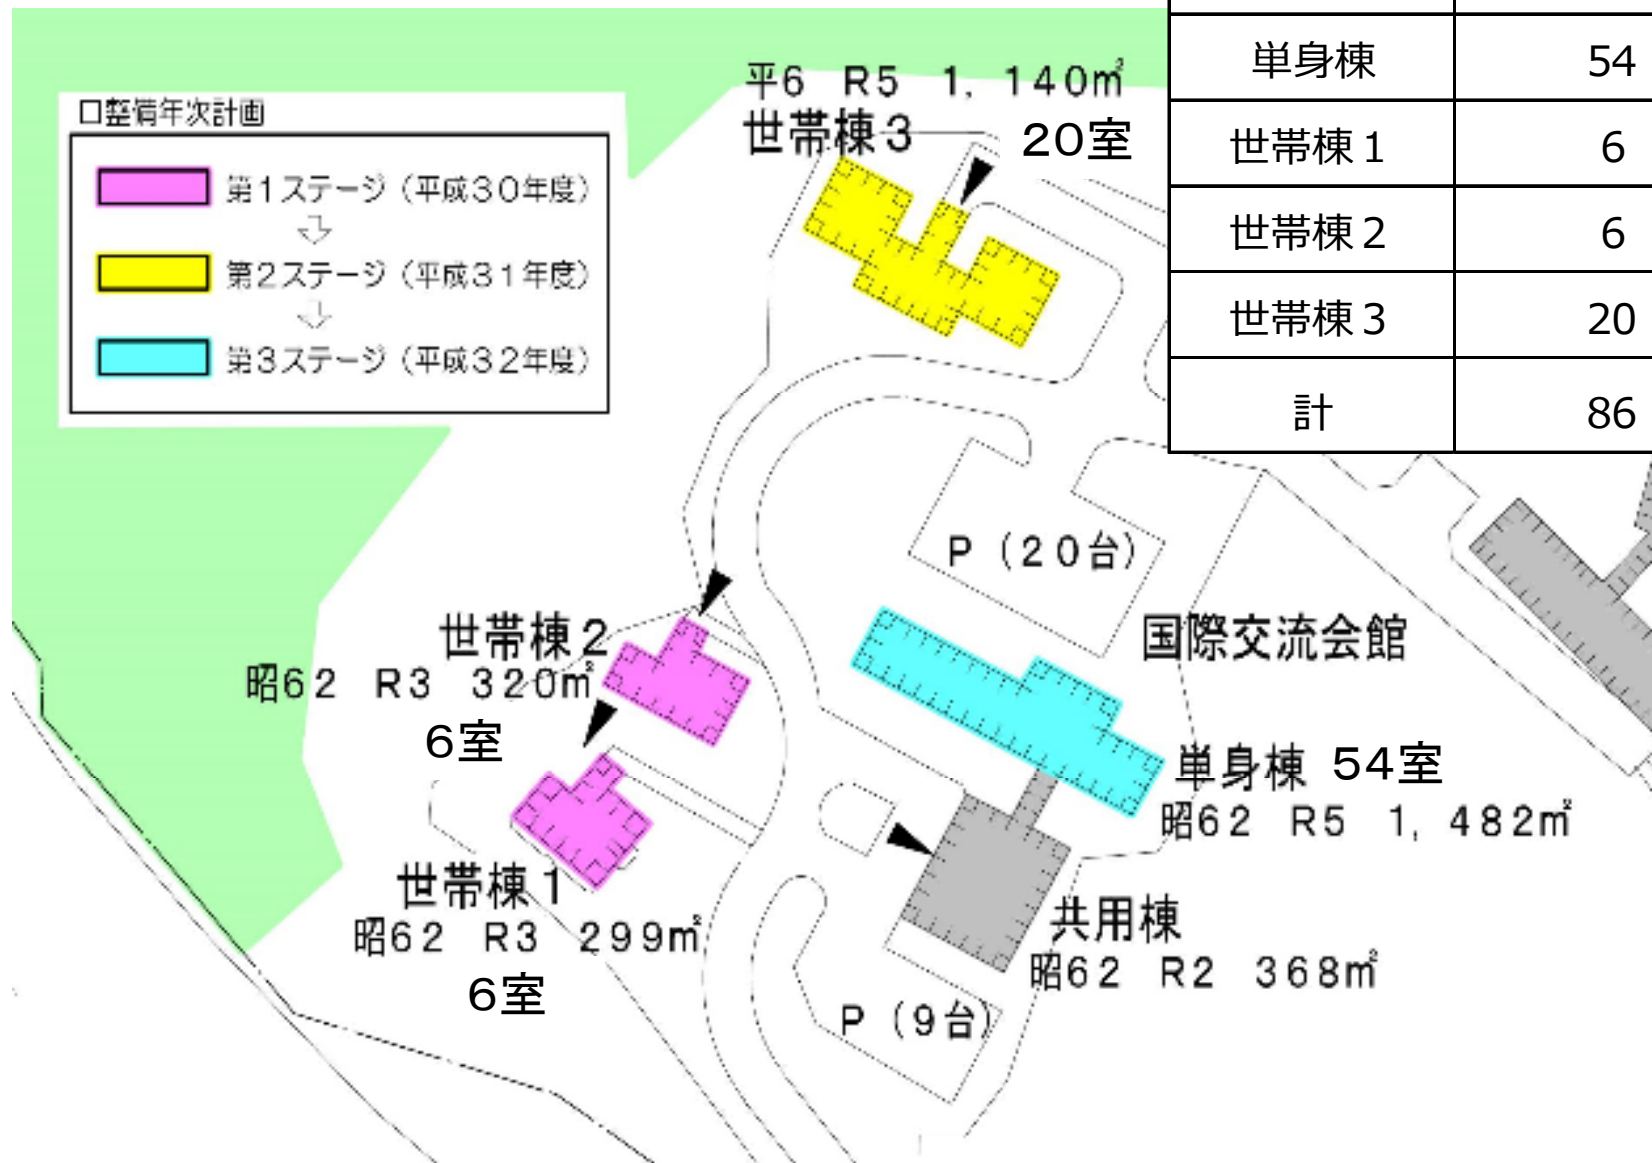 単身棟 54
世帯棟1 6
世帯棟2 6
世帯棟3 20
計 86
□整備年次計画
第1ステージ（平成30年度）
第2ステージ（平成31年度）
第3ステージ（平成32年度）
平6 R5 1,140㎡
世帯棟3 20室
P（20台）
国際交流会館
世帯棟2
昭62 R3 320㎡
6室
単身棟 54室
昭62 R5 1,482㎡
世帯棟1
昭62 R3 299㎡
6室
共用棟
昭62 R2 368㎡
P（9台）